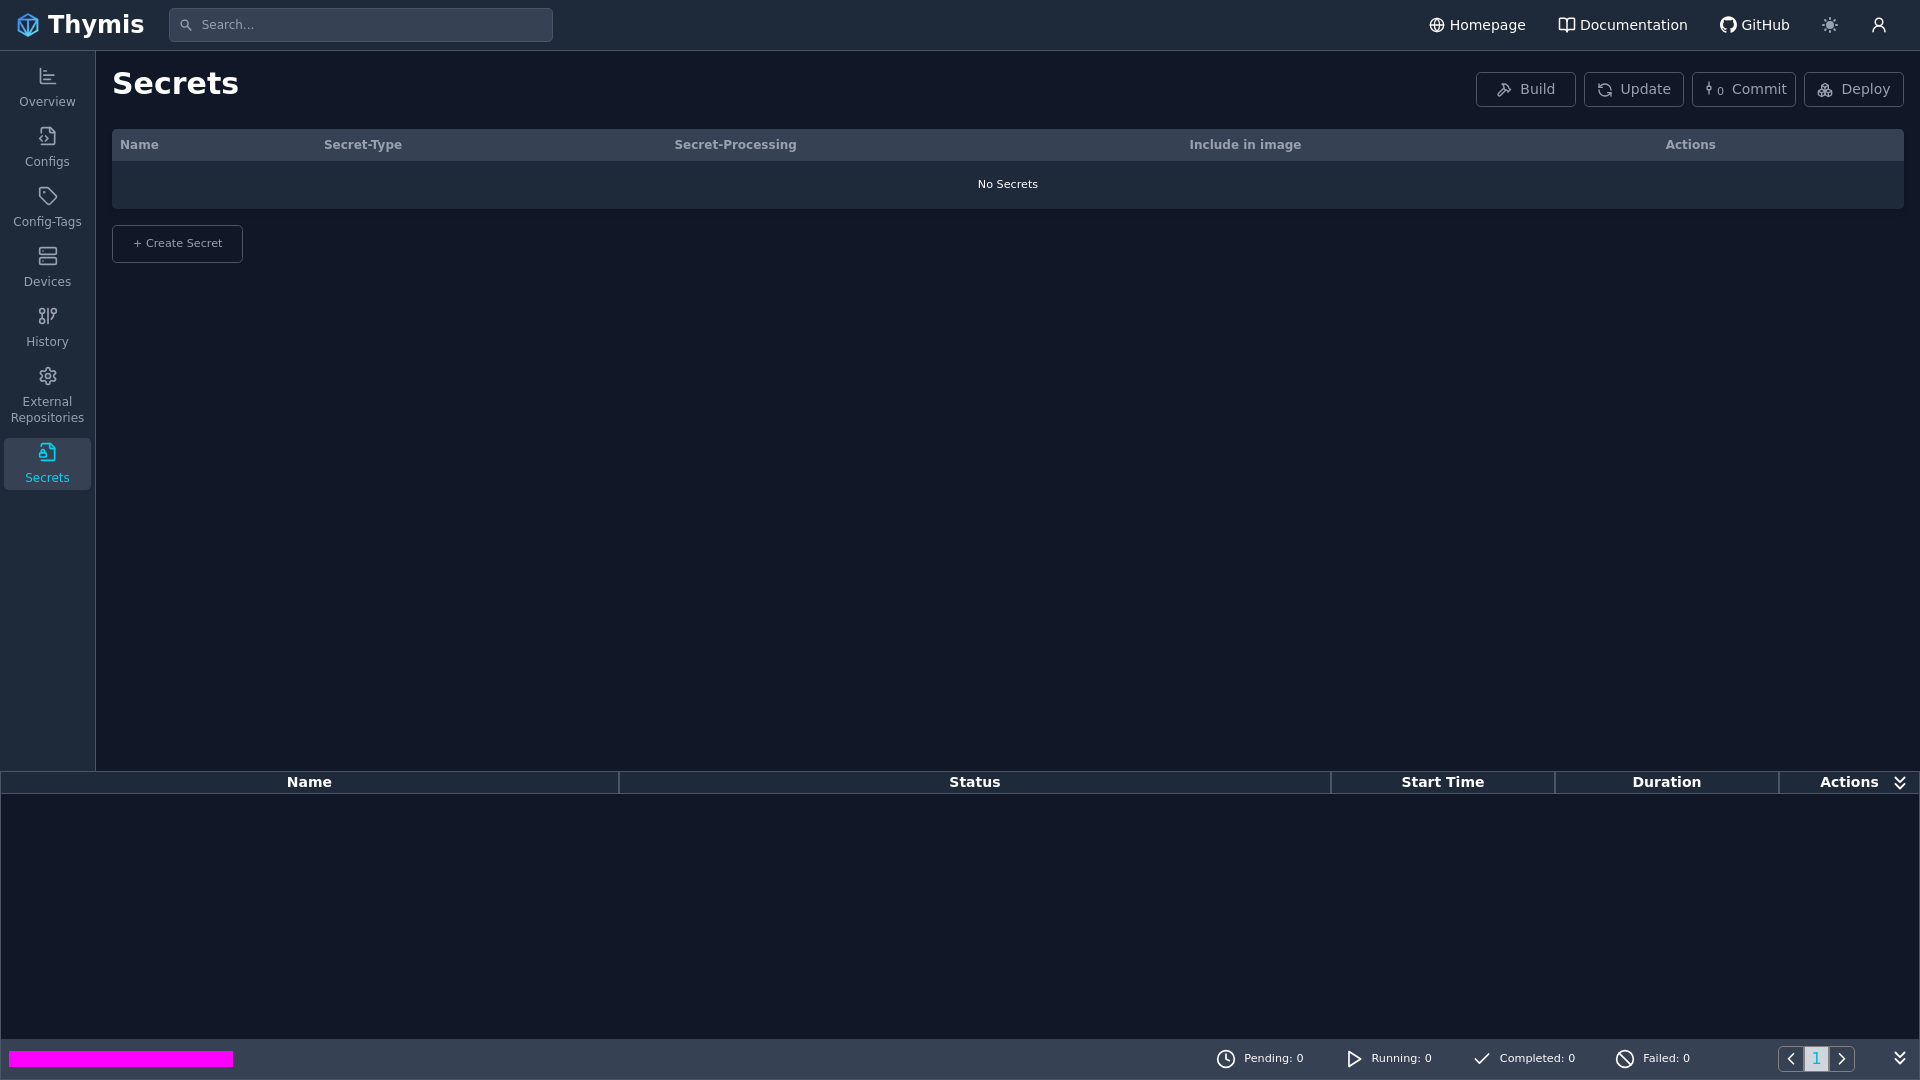 Thymis
Search...
Homepage
Documentation
GitHub
Overview
Configs
Config-Tags
Devices
History
External
Repositories
Secrets
Secrets
Build
Update
0 Commit
Deploy
Name Secret-Type Secret-Processing Include in image Actions
No Secrets
+ Create Secret
Name Status Start Time Duration Actions
Pending: 0
Running: 0
Completed: 0
Failed: 0
1